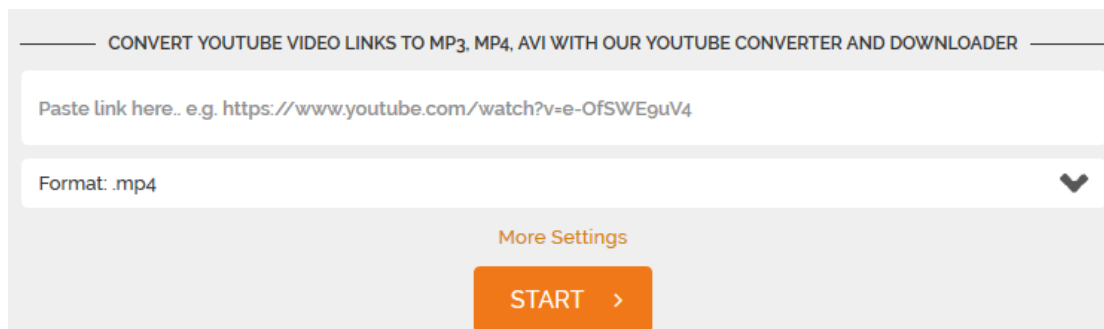 CONVERT YOUTUBE VIDEO LINKS TO MP3, MP4, AVI WITH OUR YOUTUBE CONVERTER AND DOWNLOADER
Paste link here.. e.g. https://www.youtube.com/watch?v=e-OfSWE9uV4
Format: .mp4
More Settings
START